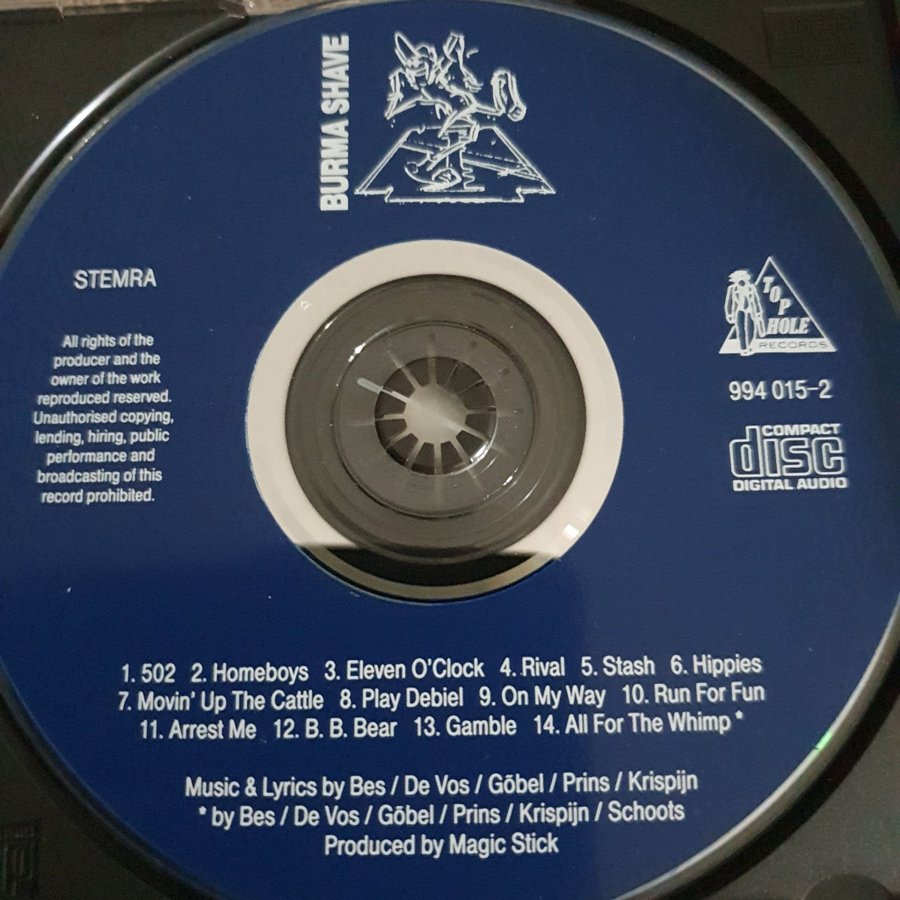 BURMA SHAVE
STEMRA
All rights of the
producer and the
owner of the work
reproduced reserved.
Unauthorised copying,
lending, hiring, public
performance and
broadcasting of this
record prohibited.
TOP
HOLE
RECORDS
994 015-2
COMPACT
disc
DIGITAL AUDIO
1. 502 2. Homeboys 3. Eleven O'Clock 4. Rival 5. Stash 6. Hippies
7. Movin' Up The Cattle 8. Play Debiel 9. On My Way 10. Run For Fun
11. Arrest Me 12. B. B. Bear 13. Gamble 14. All For The Whimp *
Music & Lyrics by Bes / De Vos / Gõbel / Prins / Krispijn
* by Bes / De Vos / Gõbel / Prins / Krispijn / Schoots
Produced by Magic Stick